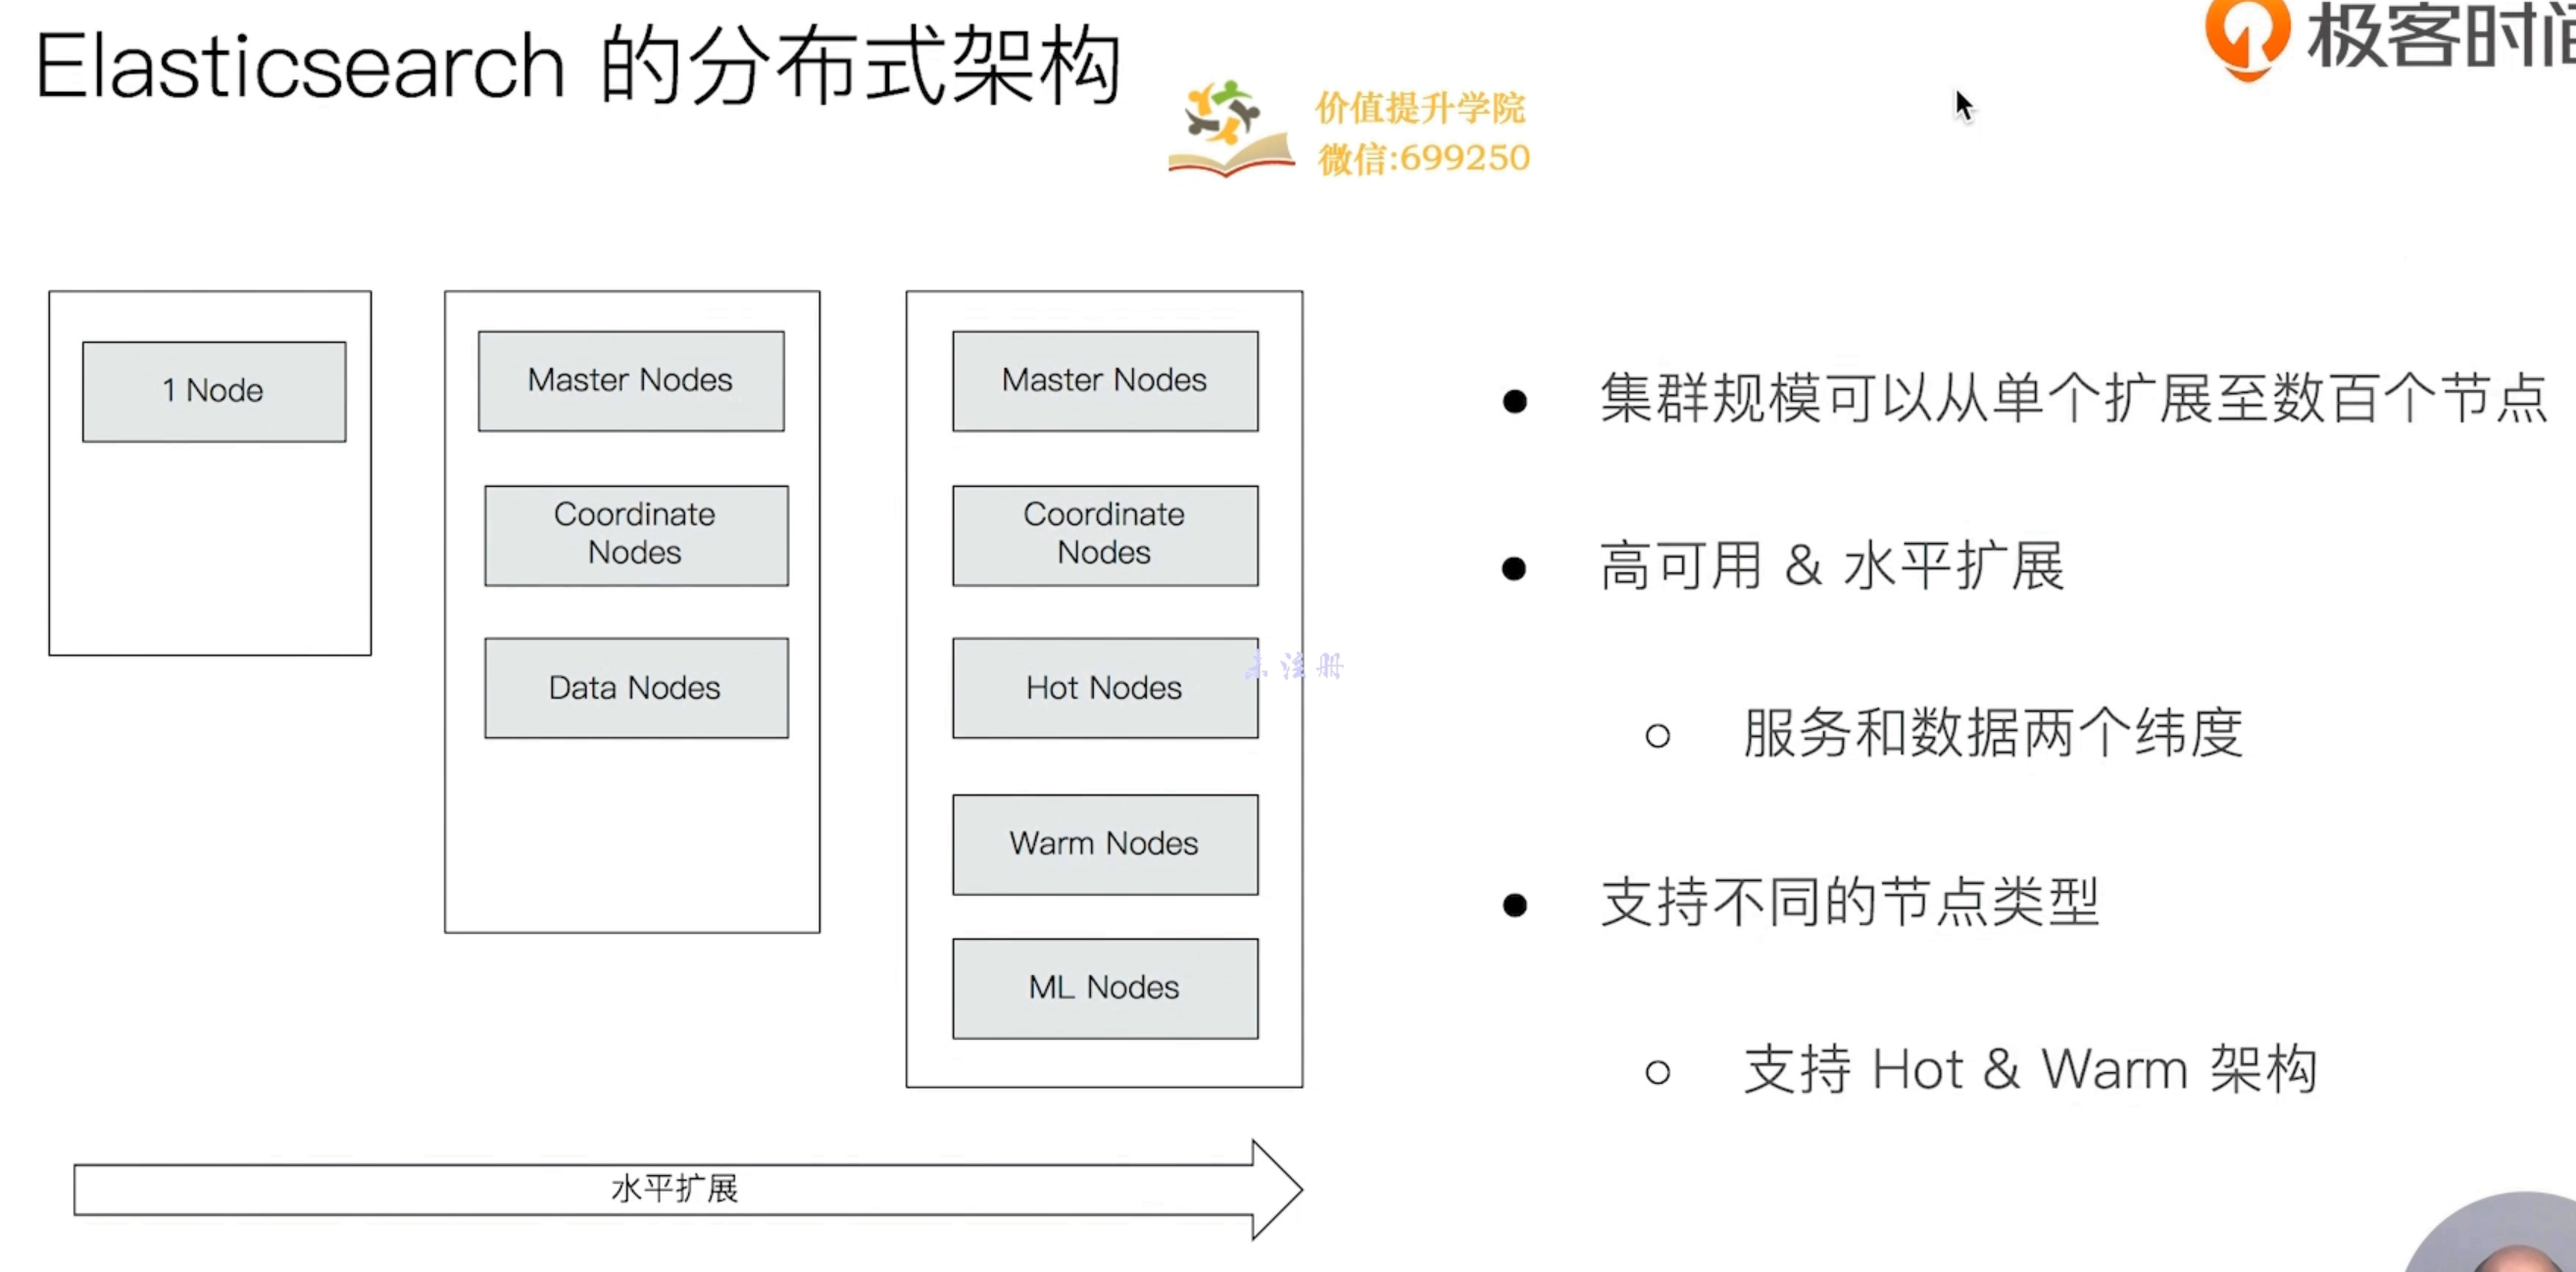 Elasticsearch 的分布式架构
极客时间
价值提升学院
微信:699250
1 Node
Master Nodes
Coordinate
Nodes
Data Nodes
Master Nodes
Coordinate
Nodes
Hot Nodes
Warm Nodes
ML Nodes
未注册
水平扩展
● 集群规模可以从单个扩展至数百个节点
● 高可用 & 水平扩展
○ 服务和数据两个纬度
● 支持不同的节点类型
○ 支持 Hot & Warm 架构